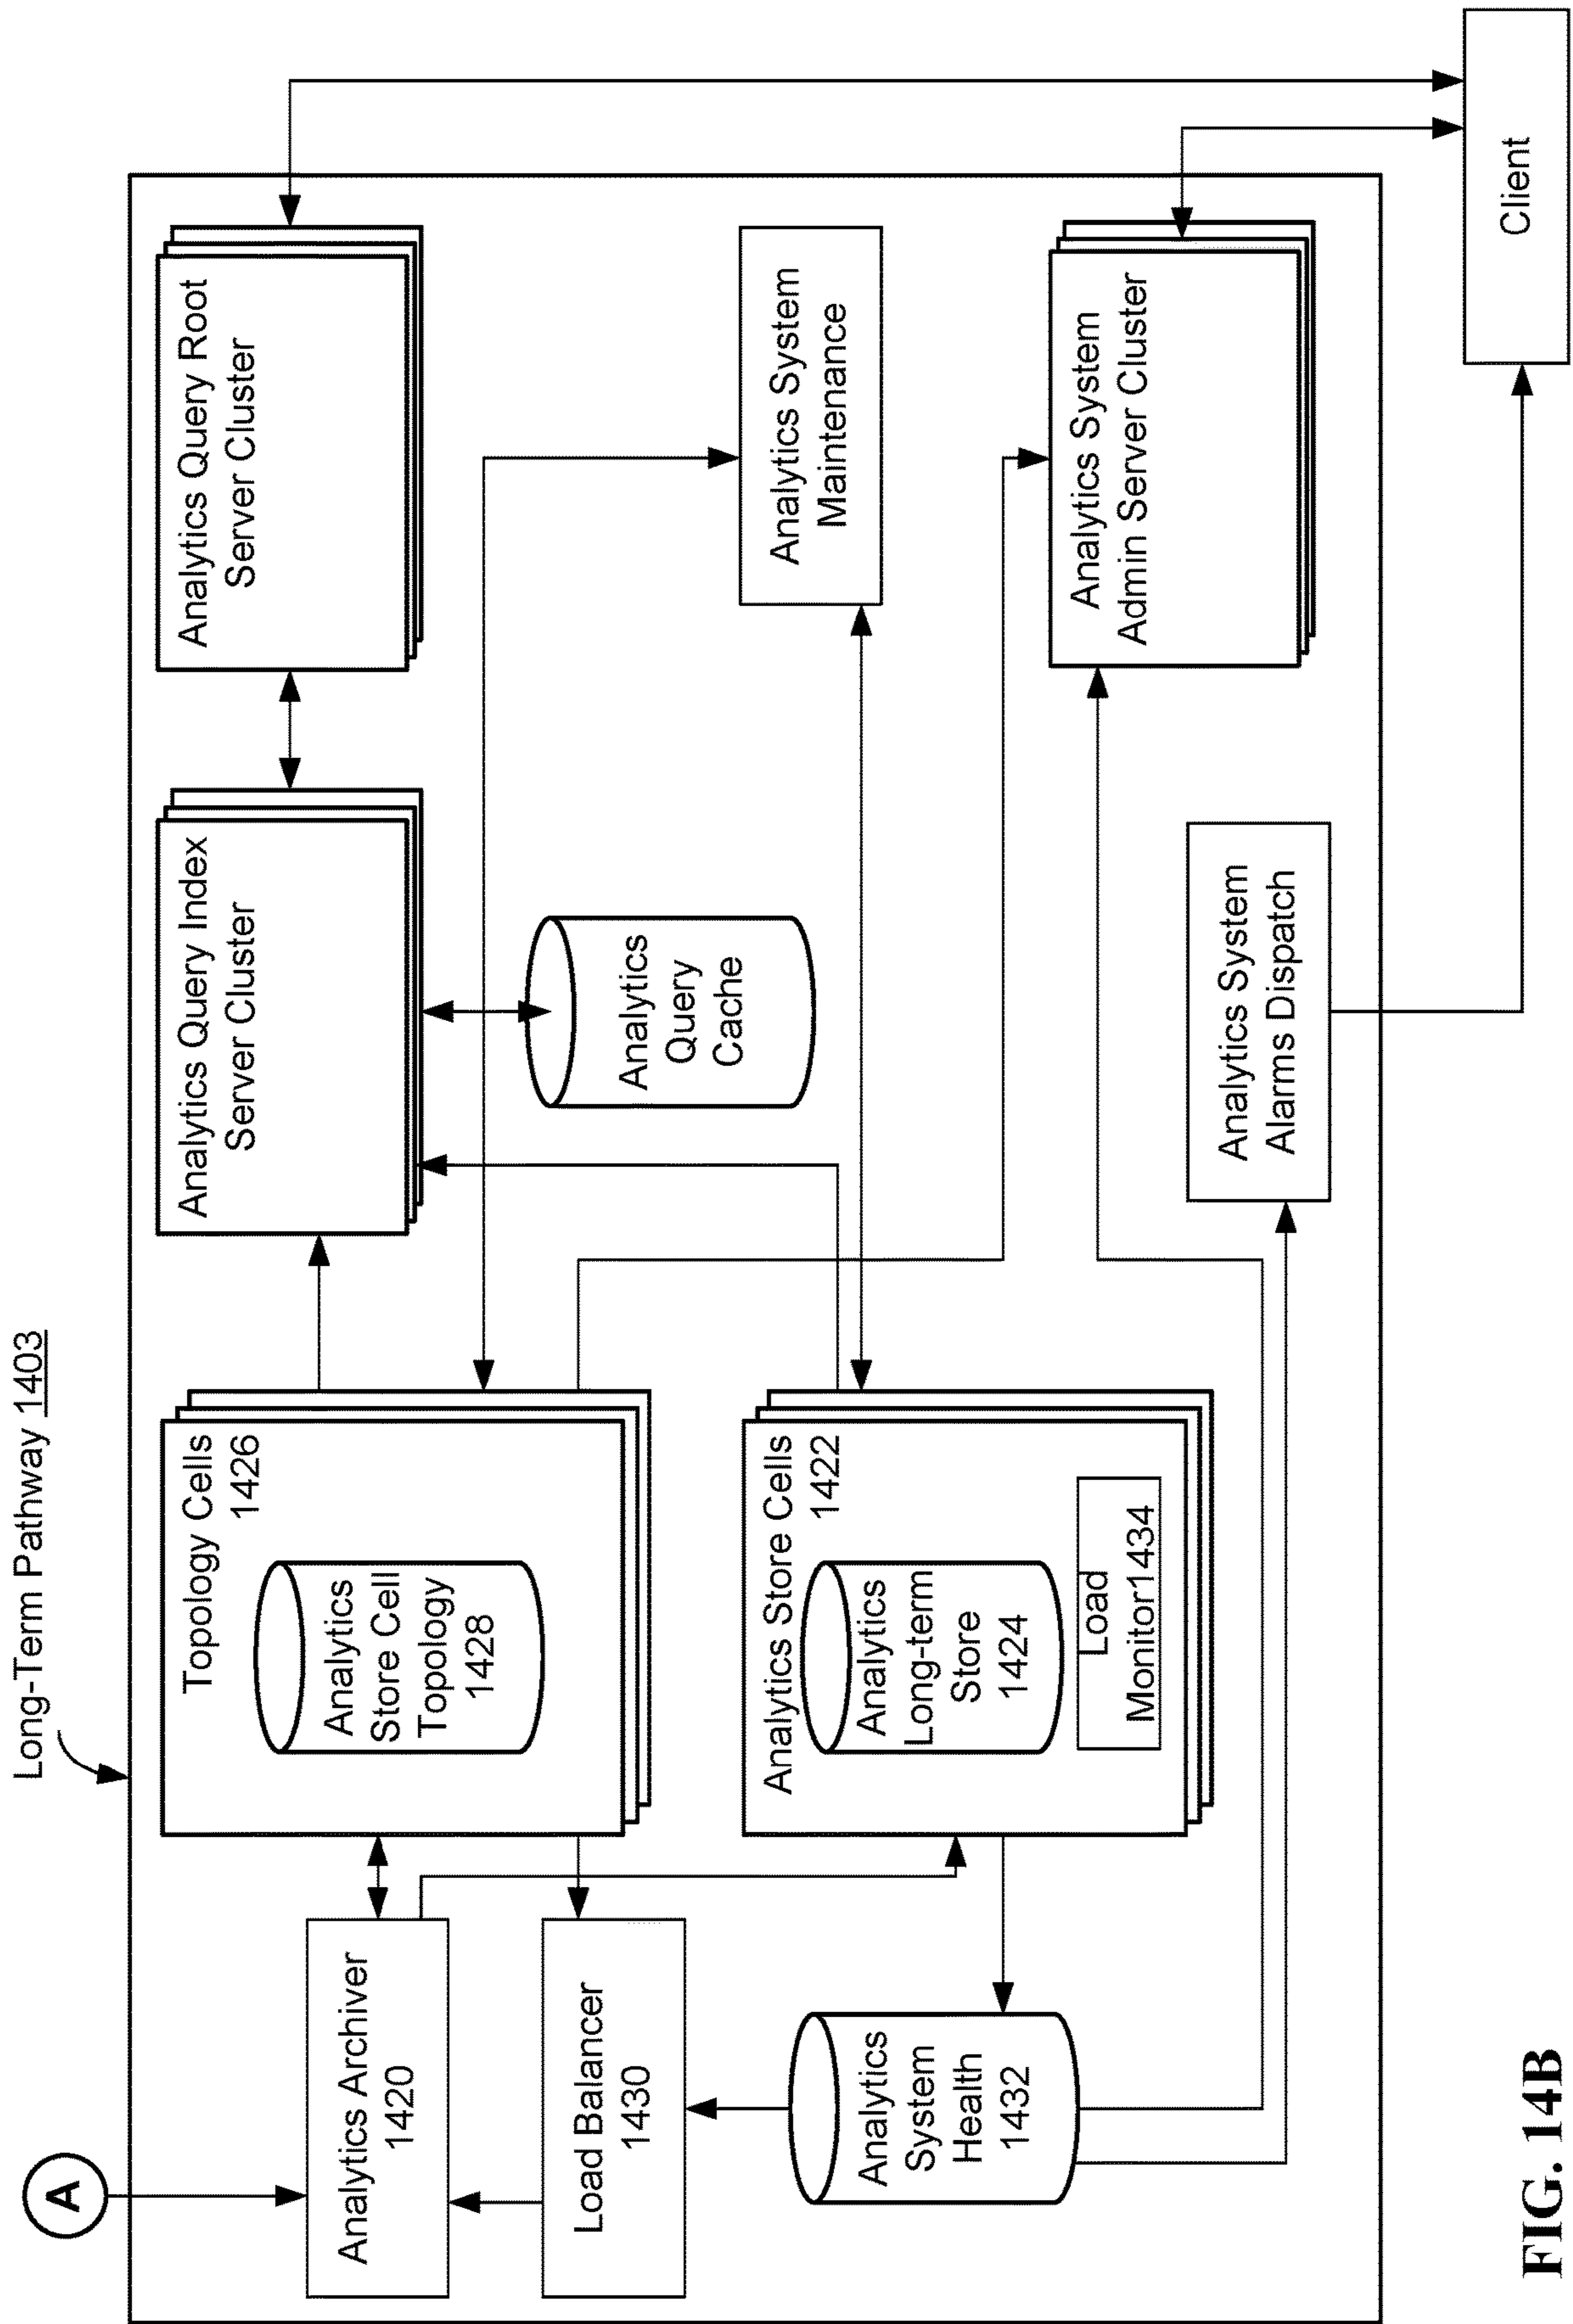 Long-Term Pathway 1403
A
Analytics Archiver
1420
Load Balancer
1430
Analytics
System
Health
1432
Topology Cells
1426
Analytics
Store Cell
Topology
1428
Analytics Store Cells
1422
Analytics
Long-term
Store
1424
Load
Monitor1434
Analytics Query Index
Server Cluster
Analytics
Query
Cache
Analytics System
Alarms Dispatch
Analytics Query Root
Server Cluster
Analytics System
Maintenance
Analytics System
Admin Server Cluster
Client
FIG. 14B